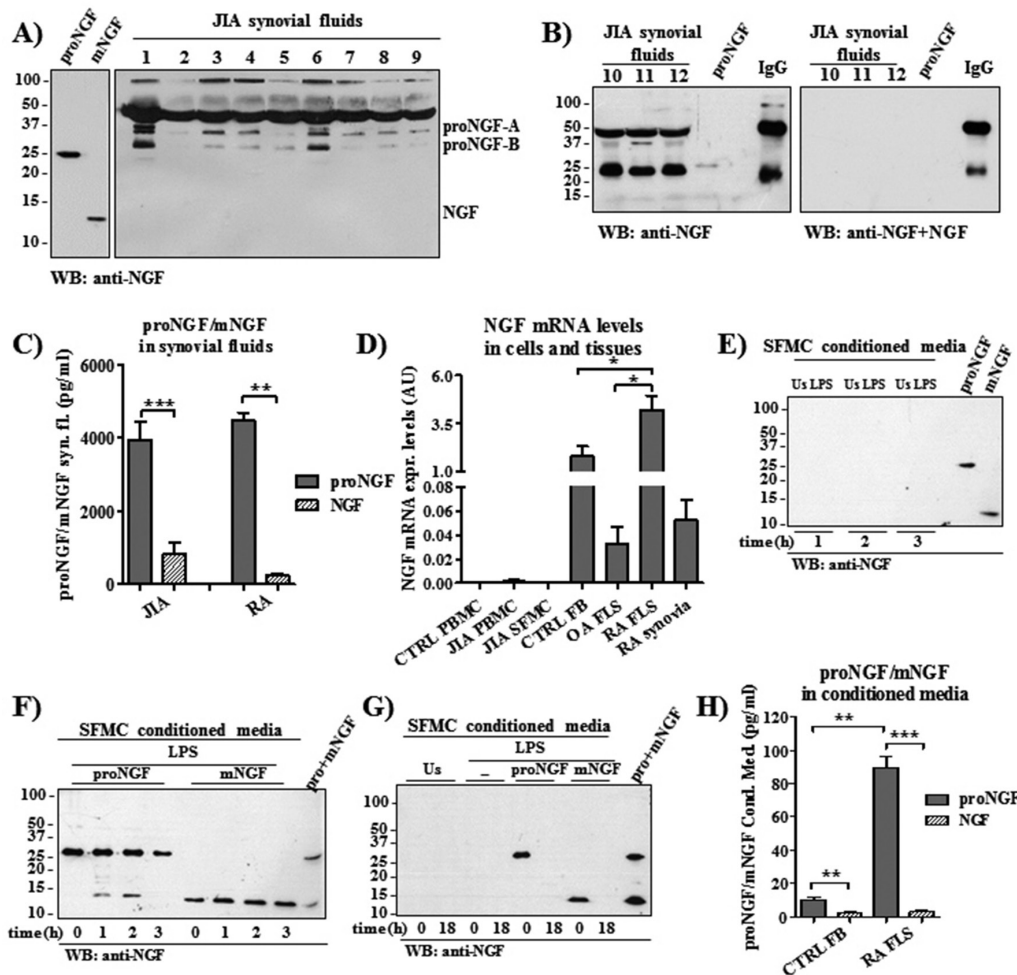 A)
proNGF
mNGF
JIA synovial fluids
1 2 3 4 5 6 7 8 9
100
50
37
25
20
15
10
proNGF-A
proNGF-B
NGF
WB: anti-NGF
B)
JIA synovial fluids
10 11 12
proNGF
IgG
JIA synovial fluids
10 11 12
proNGF
IgG
100
50
37
25
20
15
WB: anti-NGF
WB: anti-NGF+NGF
C)
proNGF/mNGF
in synovial fluids
proNGF/mNGF syn. fl. (pg/ml)
6000
4000
2000
0
***
**
JIA
RA
proNGF
NGF
D)
NGF mRNA levels
in cells and tissues
NGF mRNA expr. levels (AU)
6.0
1.0
0.08
0.06
0.04
0.02
0.00
*
*
CTRL PBMC
JIA PBMC
JIA SFMC
CTRL FB
OA FLS
RA FLS
RA synovia
E)
SFMC conditioned media
Us LPS Us LPS Us LPS
proNGF
mNGF
100
50
37
25
15
10
time(h) 1 2 3
WB: anti-NGF
F)
SFMC conditioned media
LPS
proNGF mNGF
pro+mNGF
100
50
37
25
15
10
time(h) 0 1 2 3 0 1 2 3
WB: anti-NGF
G)
SFMC conditioned media
LPS
Us – proNGF mNGF
pro+mNGF
100
50
37
25
15
10
time(h) 0 18 0 18 0 18 0 18
WB: anti-NGF
H)
proNGF/mNGF
in conditioned media
proNGF/mNGF Cond. Med. (pg/ml)
120
100
80
60
40
20
0
**
**
***
CTRL FB
RA FLS
proNGF
NGF